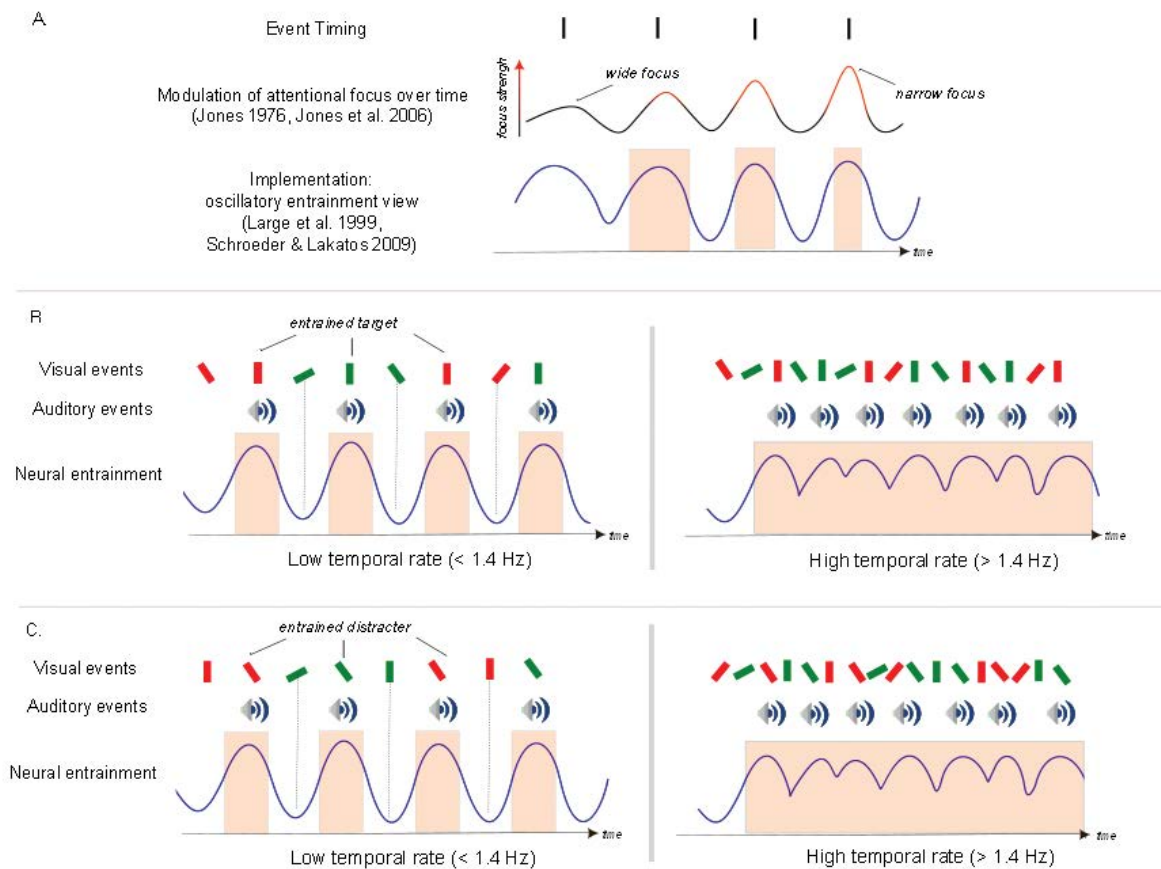 A.
Event Timing
focus strengh
wide focus
narrow focus
Modulation of attentional focus over time
(Jones 1976, Jones et al. 2006)
Implementation:
oscillatory entrainment view
(Large et al. 1999,
Schroeder & Lakatos 2009)
time
B
entrained target
Visual events
Auditory events
Neural entrainment
time
time
Low temporal rate (< 1.4 Hz)
High temporal rate (> 1.4 Hz)
C.
entrained distracter
Visual events
Auditory events
Neural entrainment
time
time
Low temporal rate (< 1.4 Hz)
High temporal rate (> 1.4 Hz)